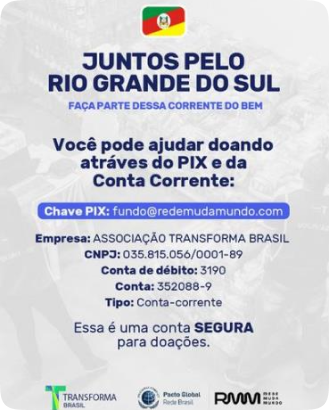 JUNTOS PELO
RIO GRANDE DO SUL
FAÇA PARTE DESSA CORRENTE DO BEM
Você pode ajudar doando
atráves do PIX e da
Conta Corrente:
Chave PIX: fundo@redemudamundo.com
Empresa: ASSOCIAÇÃO TRANSFORMA BRASIL
CNPJ: 035.815.056/0001-89
Conta de débito: 3190
Conta: 352088-9
Tipo: Conta-corrente
Essa é uma conta SEGURA
para doações.
TRANSFORMA
BRASIL
Pacto Global
Rede Brasil
RMM
REDE
MUDA
MUNDO